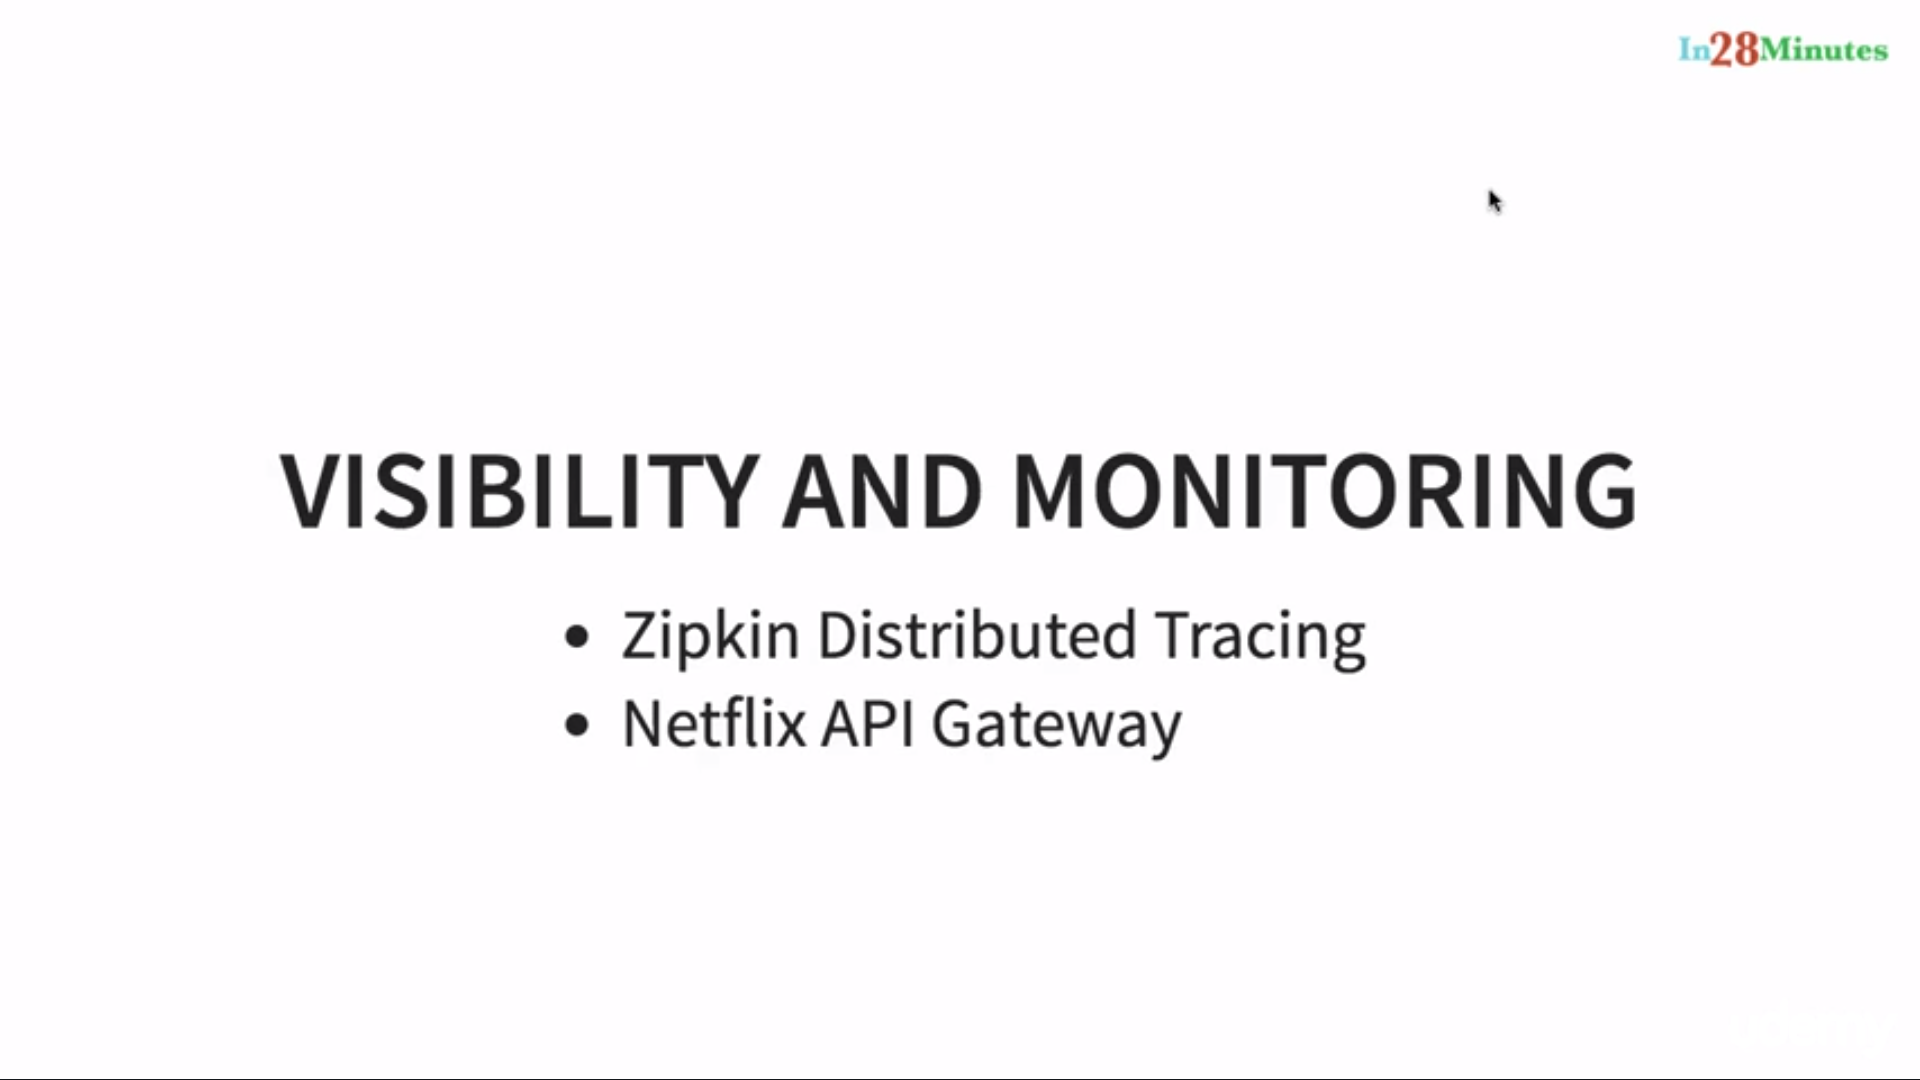 In28Minutes
VISIBILITY AND MONITORING
• Zipkin Distributed Tracing
• Netflix API Gateway